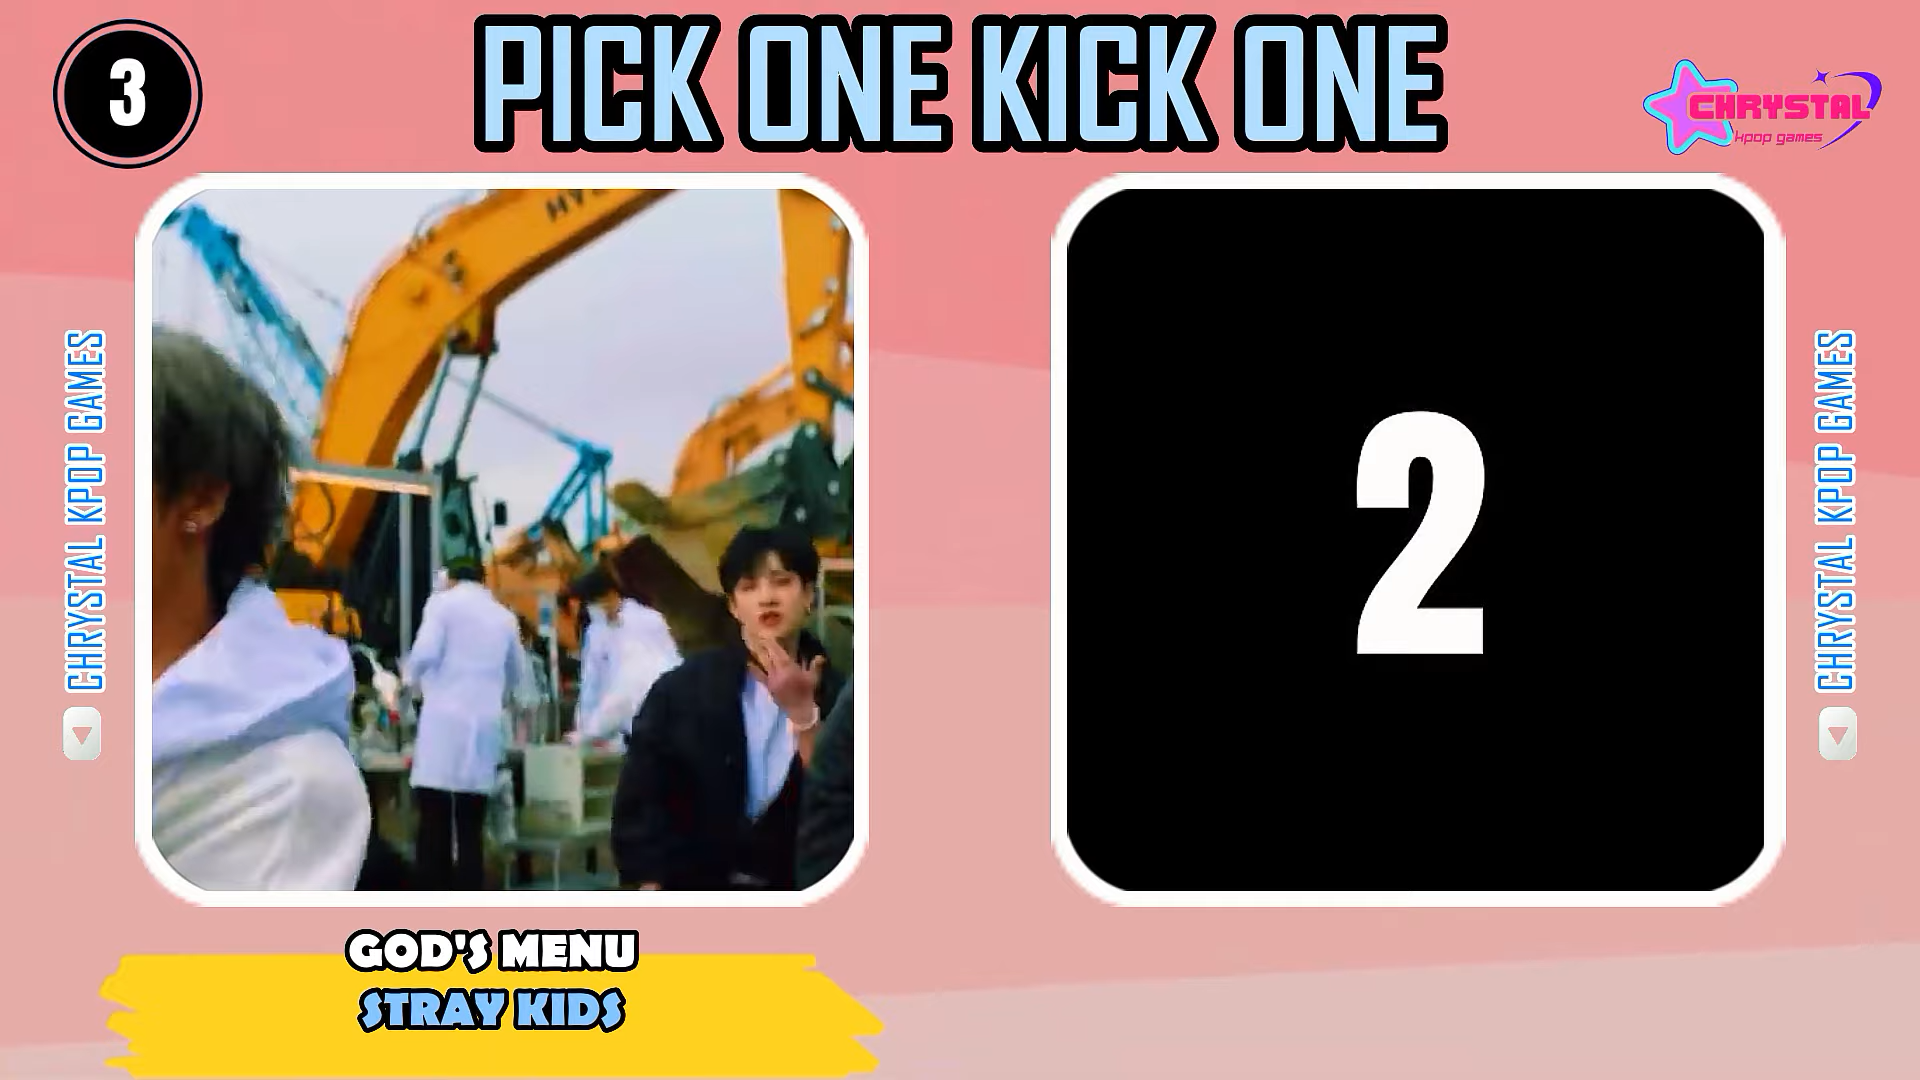 3
PICK ONE KICK ONE
CHRYSTAL
kpop games
CHRYSTAL KPOP GAMES
2
CHRYSTAL KPOP GAMES
GOD'S MENU
STRAY KIDS